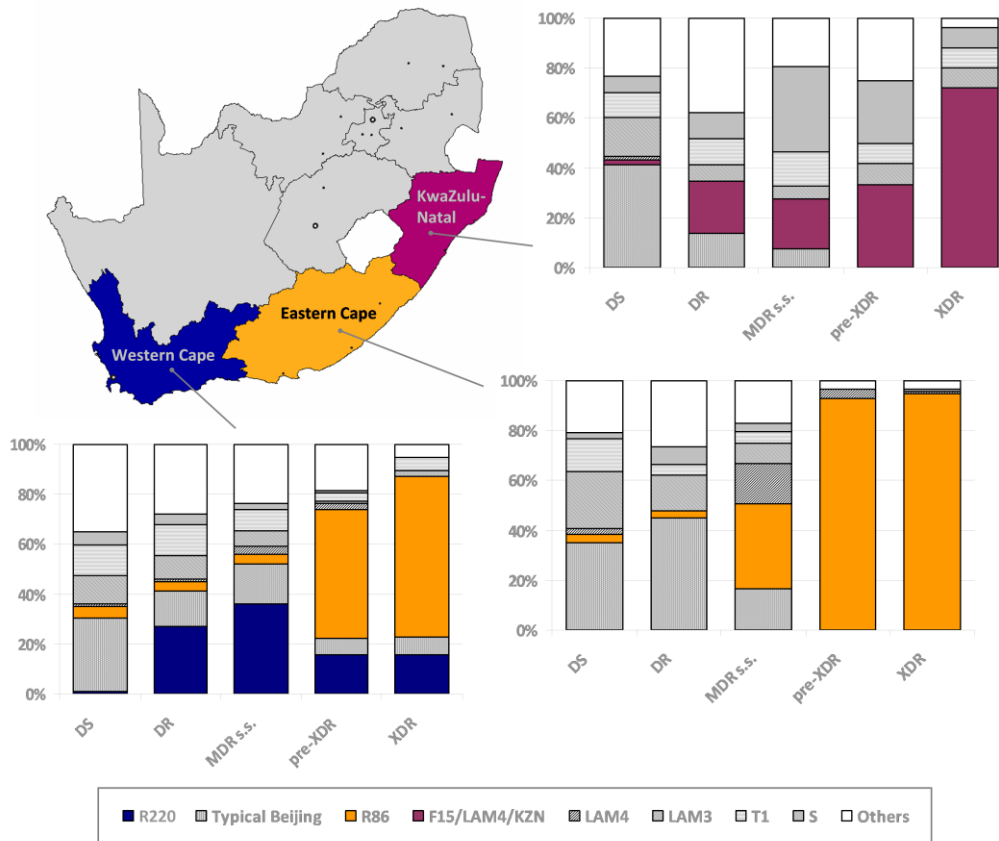 KwaZulu-
Natal
Eastern Cape
Western Cape
100%
80%
60%
40%
20%
0%
DS
DR
MDR s.s.
pre-XDR
XDR
100%
80%
60%
40%
20%
0%
DS
DR
MDR s.s.
pre-XDR
XDR
100%
80%
60%
40%
20%
0%
DS
DR
MDR s.s.
pre-XDR
XDR
R220 Typical Beijing R86 F15/LAM4/KZN LAM4 LAM3 T1 S Others